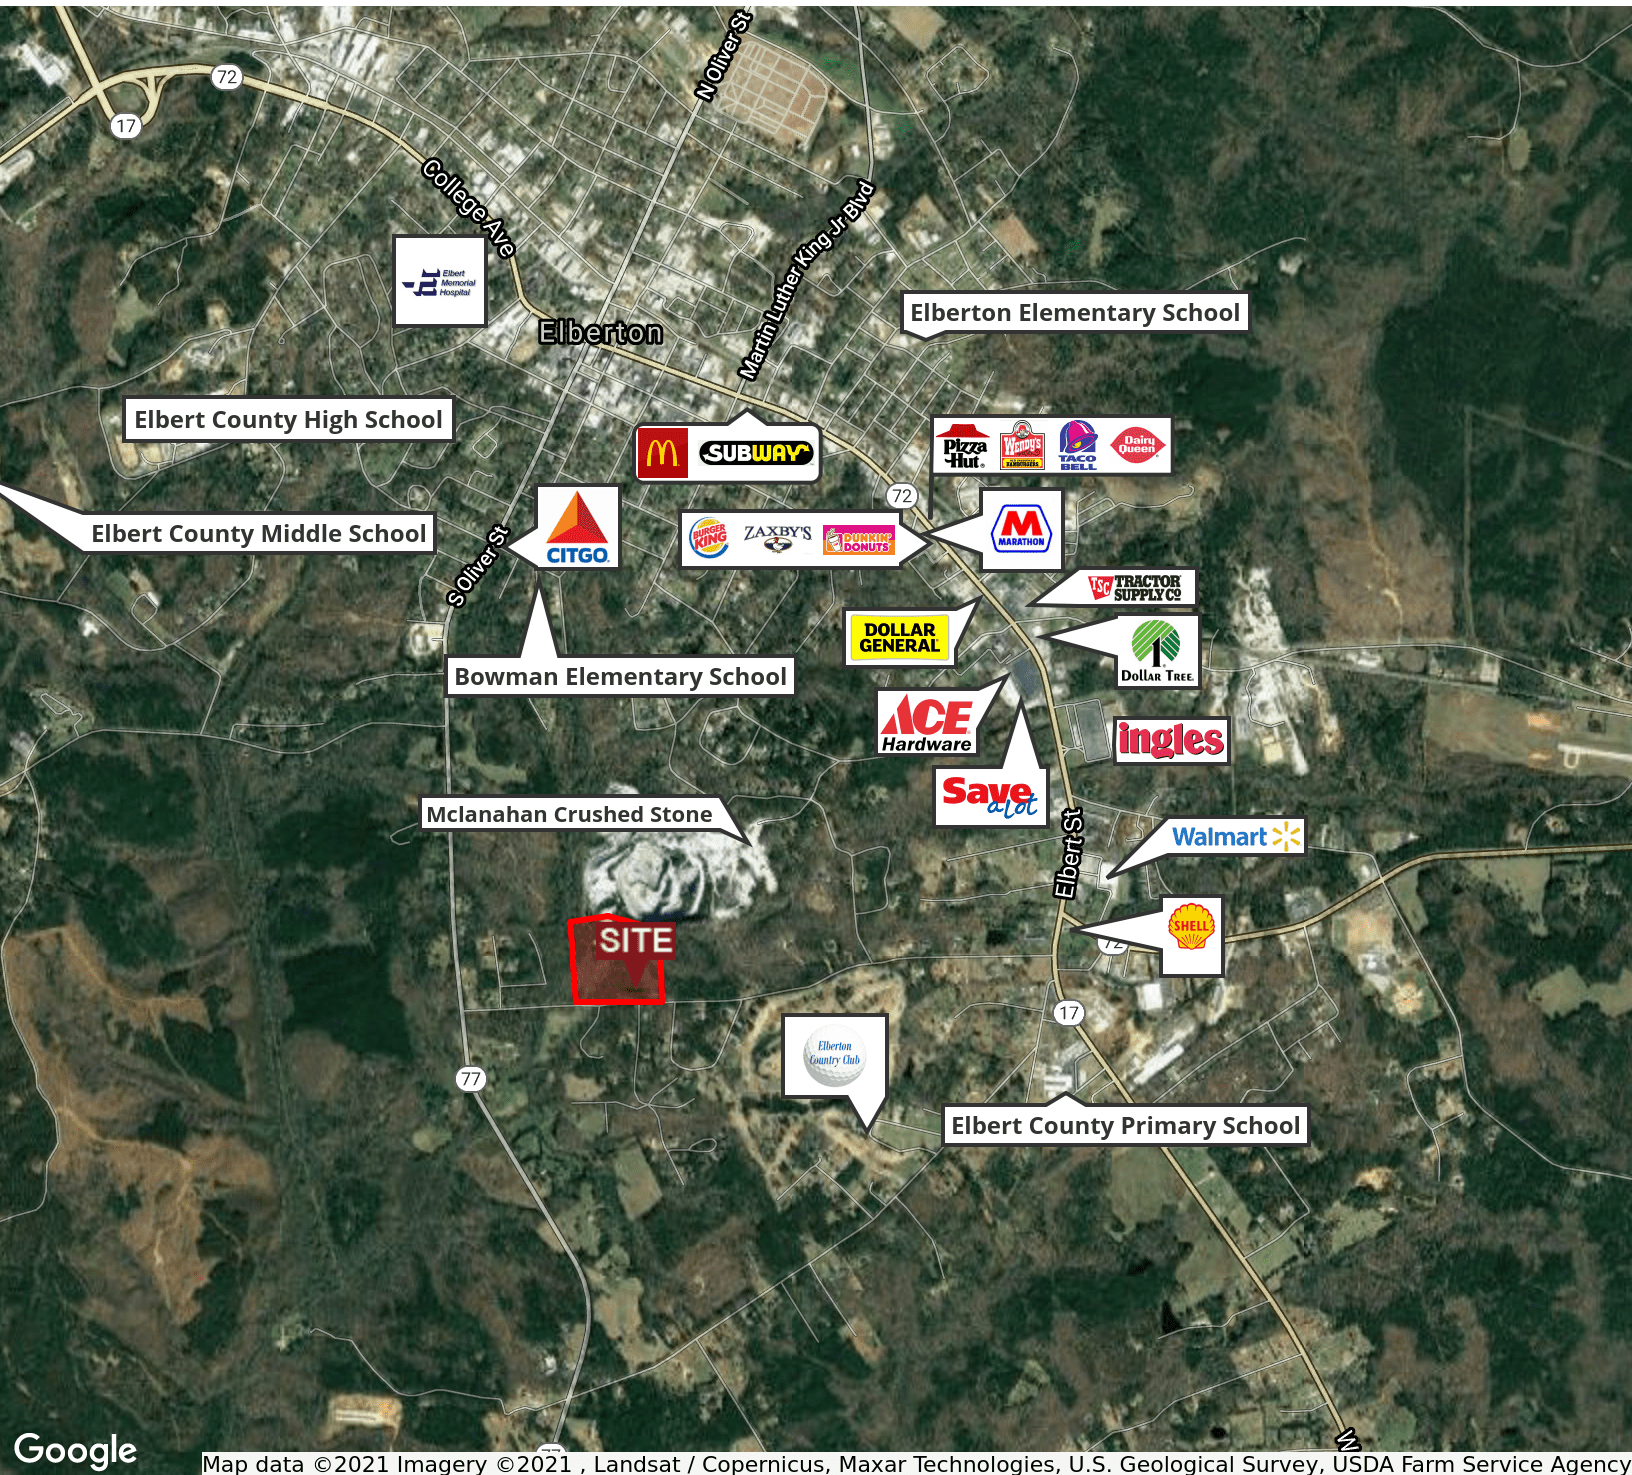 N Oliver St
72
17
College Ave
Martin Luther King Jr Blvd
Elbert
Memorial
Hospital
Elberton
Elberton Elementary School
Elbert County High School
SUBWAY
Pizza
Hut
Wendy's
HAMBURGERS
TACO
BELL
Dairy
Queen
72
Elbert County Middle School
CITGO
S Oliver St
BURGER
KING
ZAXBY'S
DUNKIN'
DONUTS
M
MARATHON
TSC TRACTOR
SUPPLY CO
DOLLAR
GENERAL
1
DOLLAR TREE
Bowman Elementary School
ACE
Hardware
ingles
Save
a lot
Mclanahan Crushed Stone
Elbert St
Walmart
SHELL
72
SITE
17
Elberton
Country Club
77
Elbert County Primary School
77
W
Google
Map data ©2021 Imagery ©2021 , Landsat / Copernicus, Maxar Technologies, U.S. Geological Survey, USDA Farm Service Agency